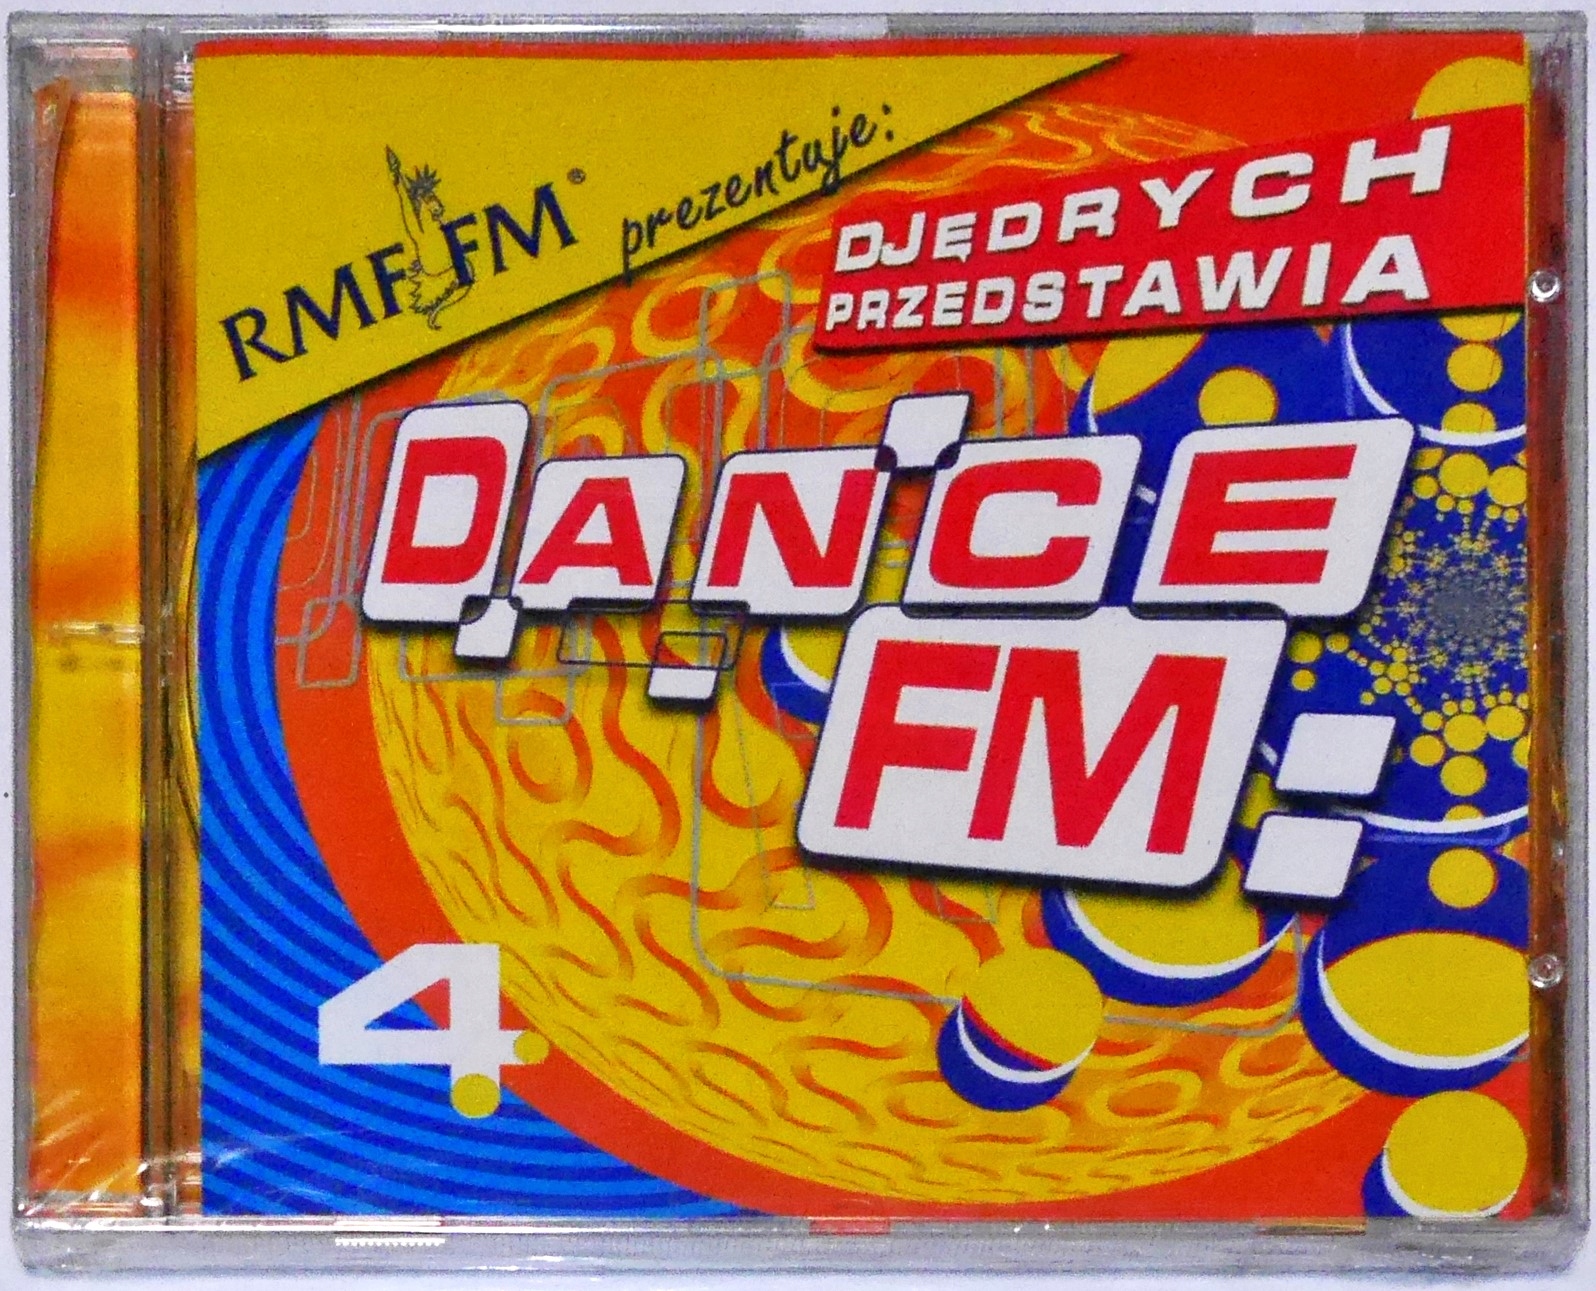 RMF FM® prezentuje:
DJĘDRYCH
PRZEDSTAWIA
DANCE
FM
4